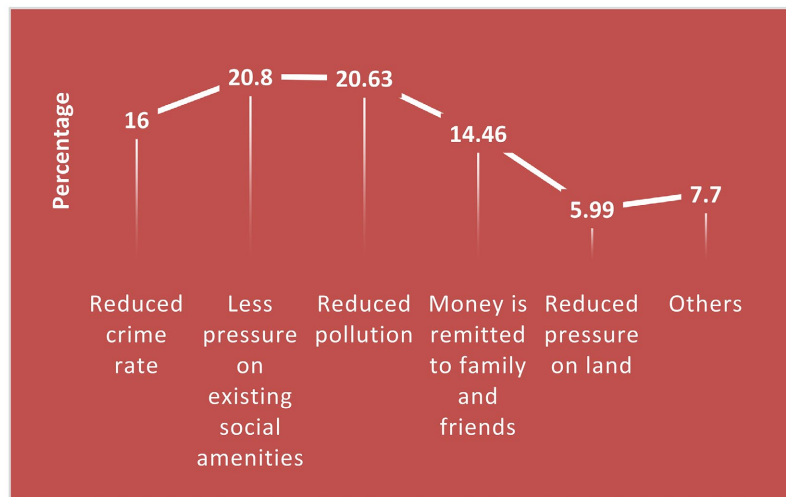 Percentage
16
20.8
20.63
14.46
5.99
7.7
Reduced
crime
rate
Less
pressure
on
existing
social
amenities
Reduced
pollution
Money is
remitted
to family
and
friends
Reduced
pressure
on land
Others